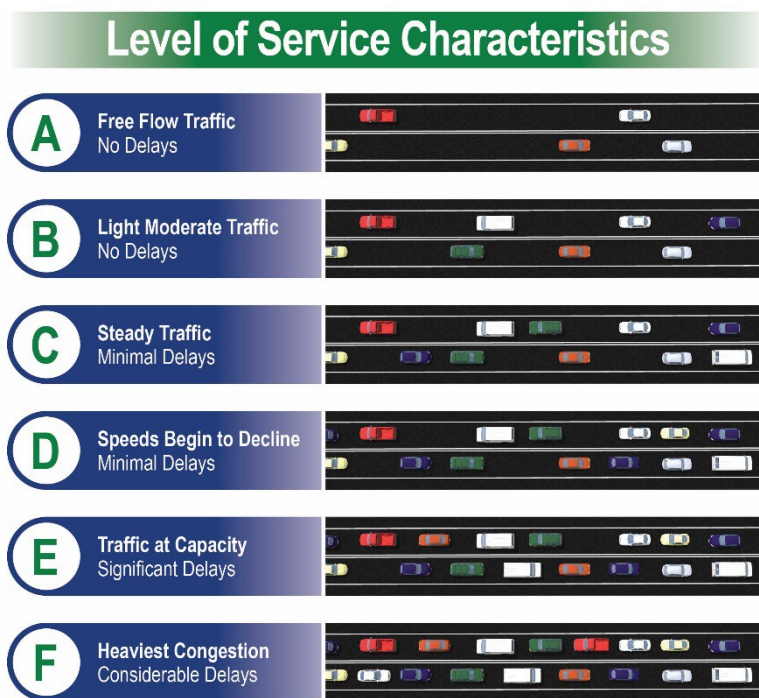 Level of Service Characteristics
A
Free Flow Traffic
No Delays
B
Light Moderate Traffic
No Delays
C
Steady Traffic
Minimal Delays
D
Speeds Begin to Decline
Minimal Delays
E
Traffic at Capacity
Significant Delays
F
Heaviest Congestion
Considerable Delays